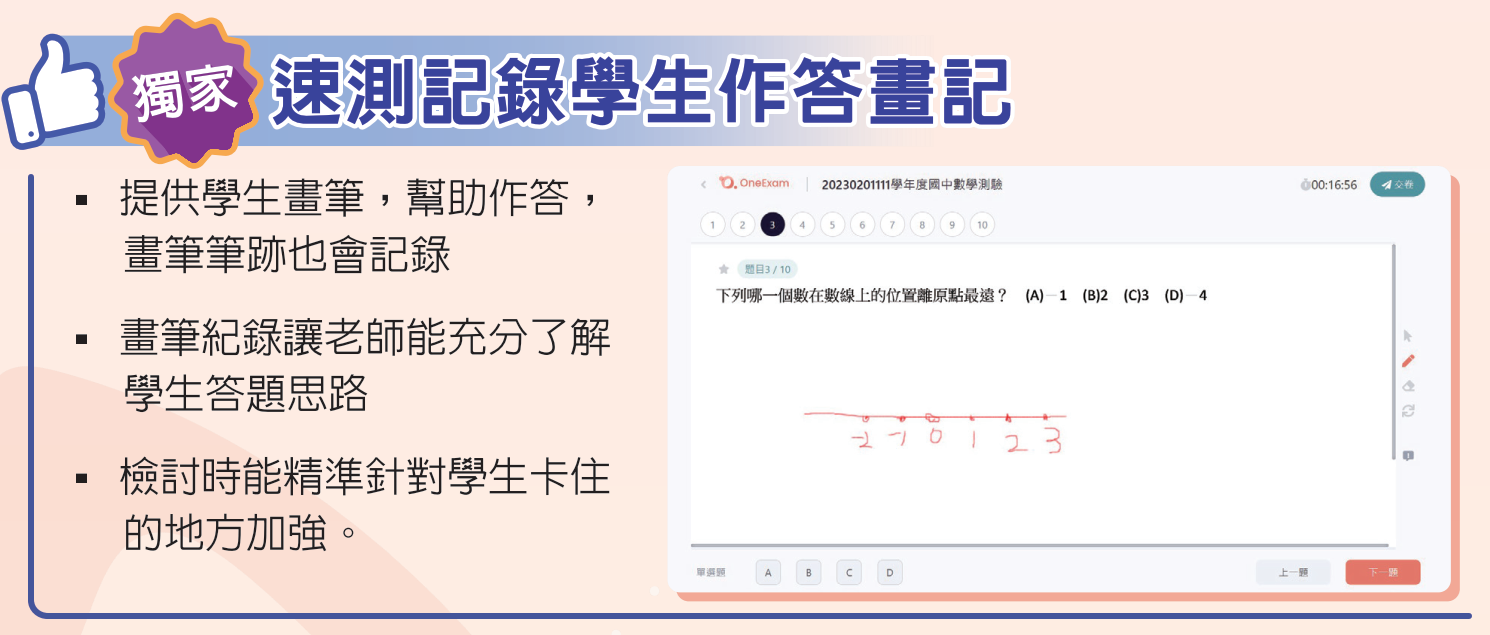 獨家
速測記錄學生作答畫記
▪ 提供學生畫筆，幫助作答，
畫筆筆跡也會記錄
▪ 畫筆紀錄讓老師能充分了解
學生答題思路
▪ 檢討時能精準針對學生卡住
的地方加強。
OneExam 20230201111學年度國中數學測驗 00:16:56 交卷
1 2 3 4 5 6 7 8 9 10
題目3 / 10
下列哪一個數在數線上的位置離原點最遠？ (A)－1 (B)2 (C)3 (D)－4
-2 -1 0 1 2 3
單選題 A B C D 上一題 下一題